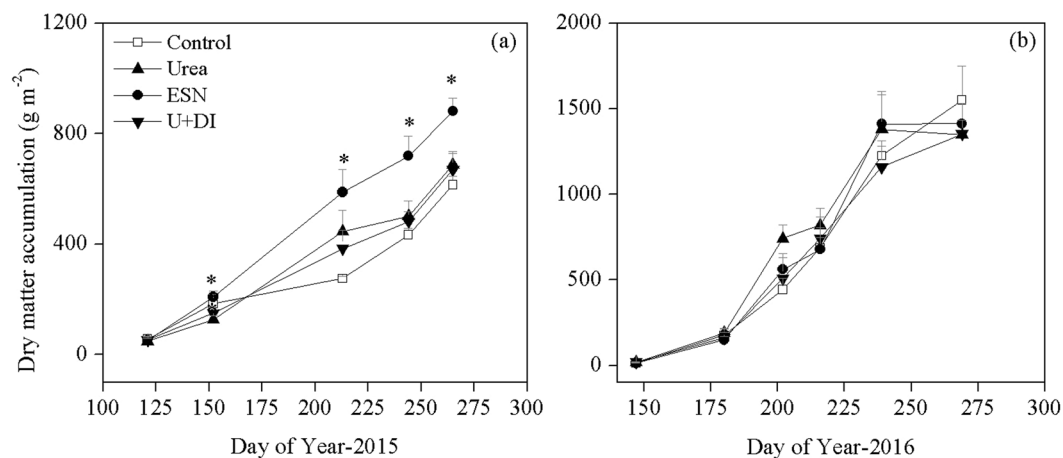 Dry matter accumulation (g m⁻²)
1200
800
400
0
(a)
Control
Urea
ESN
U+DI
*
*
*
*
*
100 125 150 175 200 225 250 275 300
Day of Year-2015
2000
1500
1000
500
0
(b)
150 175 200 225 250 275 300
Day of Year-2016